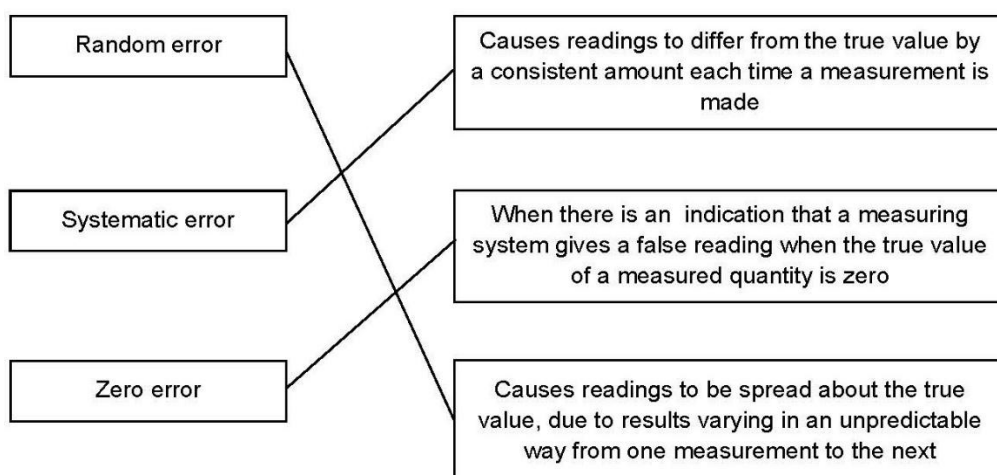 Random error
Causes readings to differ from the true value by
a consistent amount each time a measurement is
made
Systematic error
When there is an indication that a measuring
system gives a false reading when the true value
of a measured quantity is zero
Zero error
Causes readings to be spread about the true
value, due to results varying in an unpredictable
way from one measurement to the next